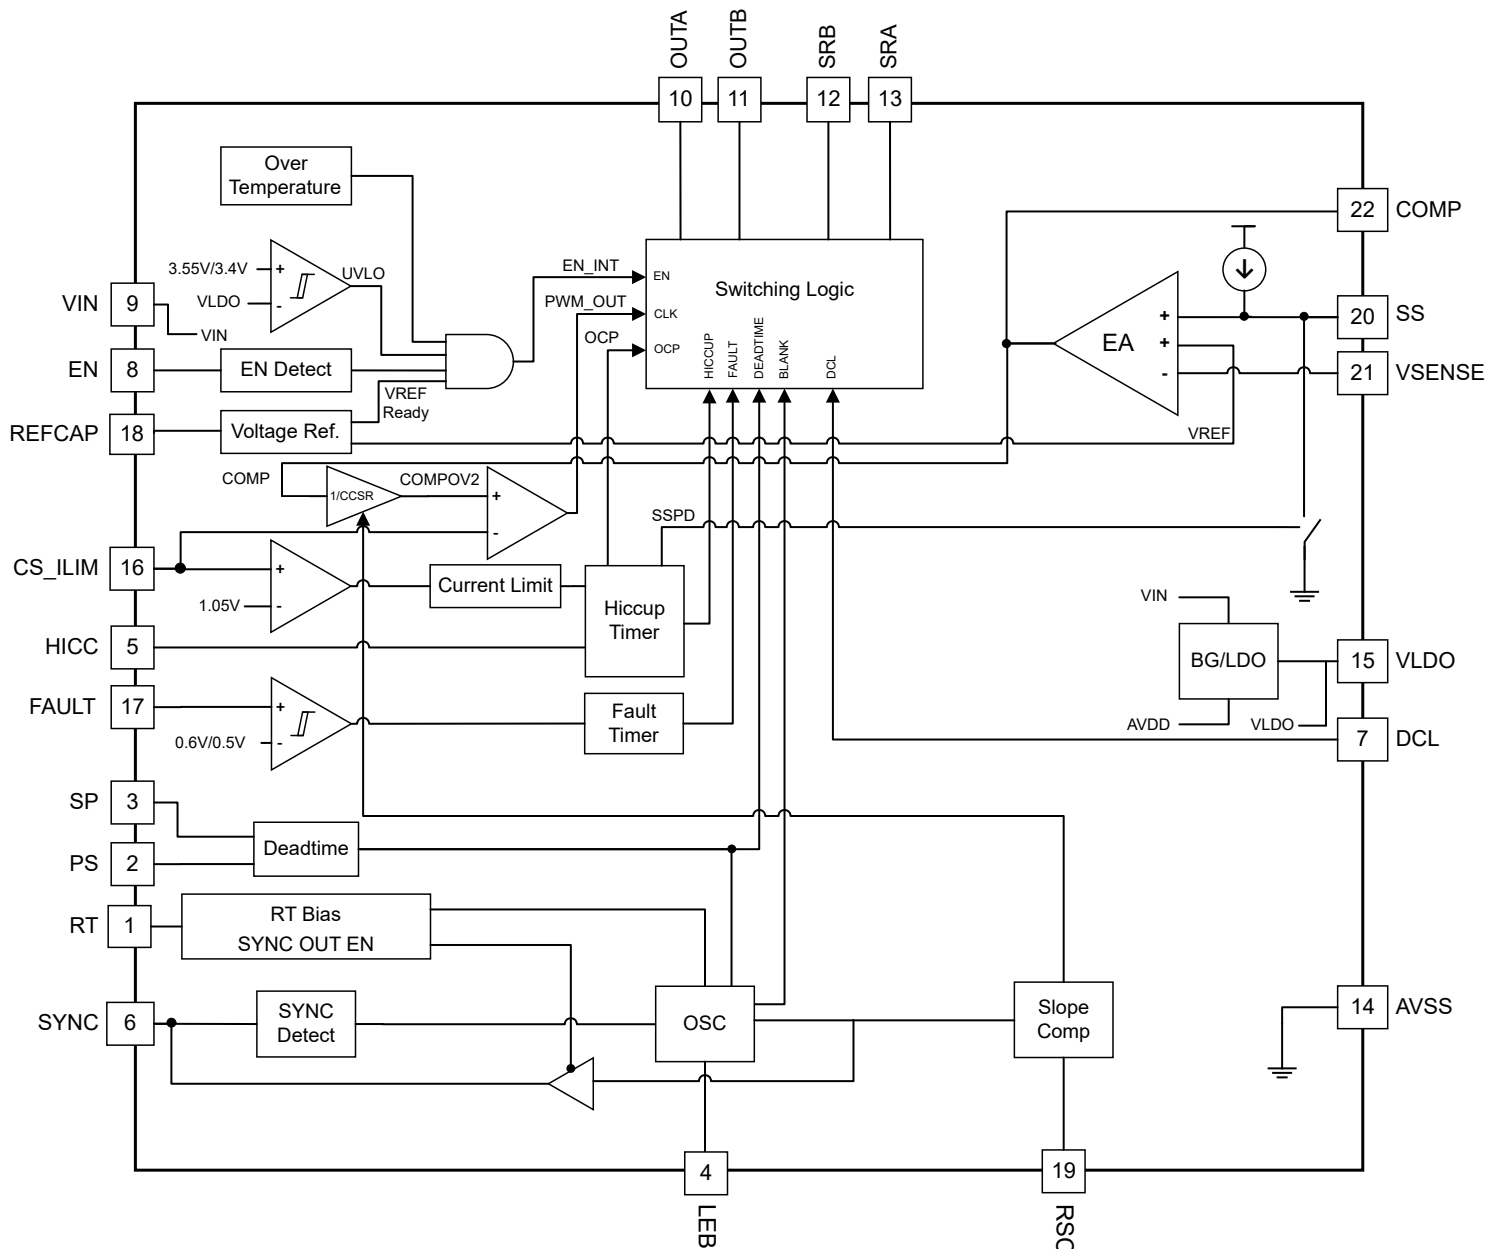 OUTA
OUTB
SRB
SRA
10
11
12
13
Over
Temperature
22
COMP
3.55V/3.4V
+
UVLO
VLDO
-
VIN
9
VIN
EN_INT
EN
Switching Logic
PWM_OUT
CLK
OCP
OCP
HICCUP
FAULT
DEADTIME
BLANK
DCL
+
+
-
EA
20
SS
21
VSENSE
EN
8
EN Detect
VREF
Ready
REFCAP
18
Voltage Ref.
VREF
COMP
1/CCSR
COMPOV2
+
-
SSPD
CS_ILIM
16
+
1.05V
-
Current Limit
Hiccup
Timer
VIN
BG/LDO
15
VLDO
AVDD
VLDO
HICC
5
FAULT
17
+
0.6V/0.5V
-
Fault
Timer
7
DCL
SP
3
PS
2
Deadtime
RT
1
RT Bias
SYNC OUT EN
SYNC
6
SYNC
Detect
OSC
Slope
Comp
14
AVSS
4
19
LEB